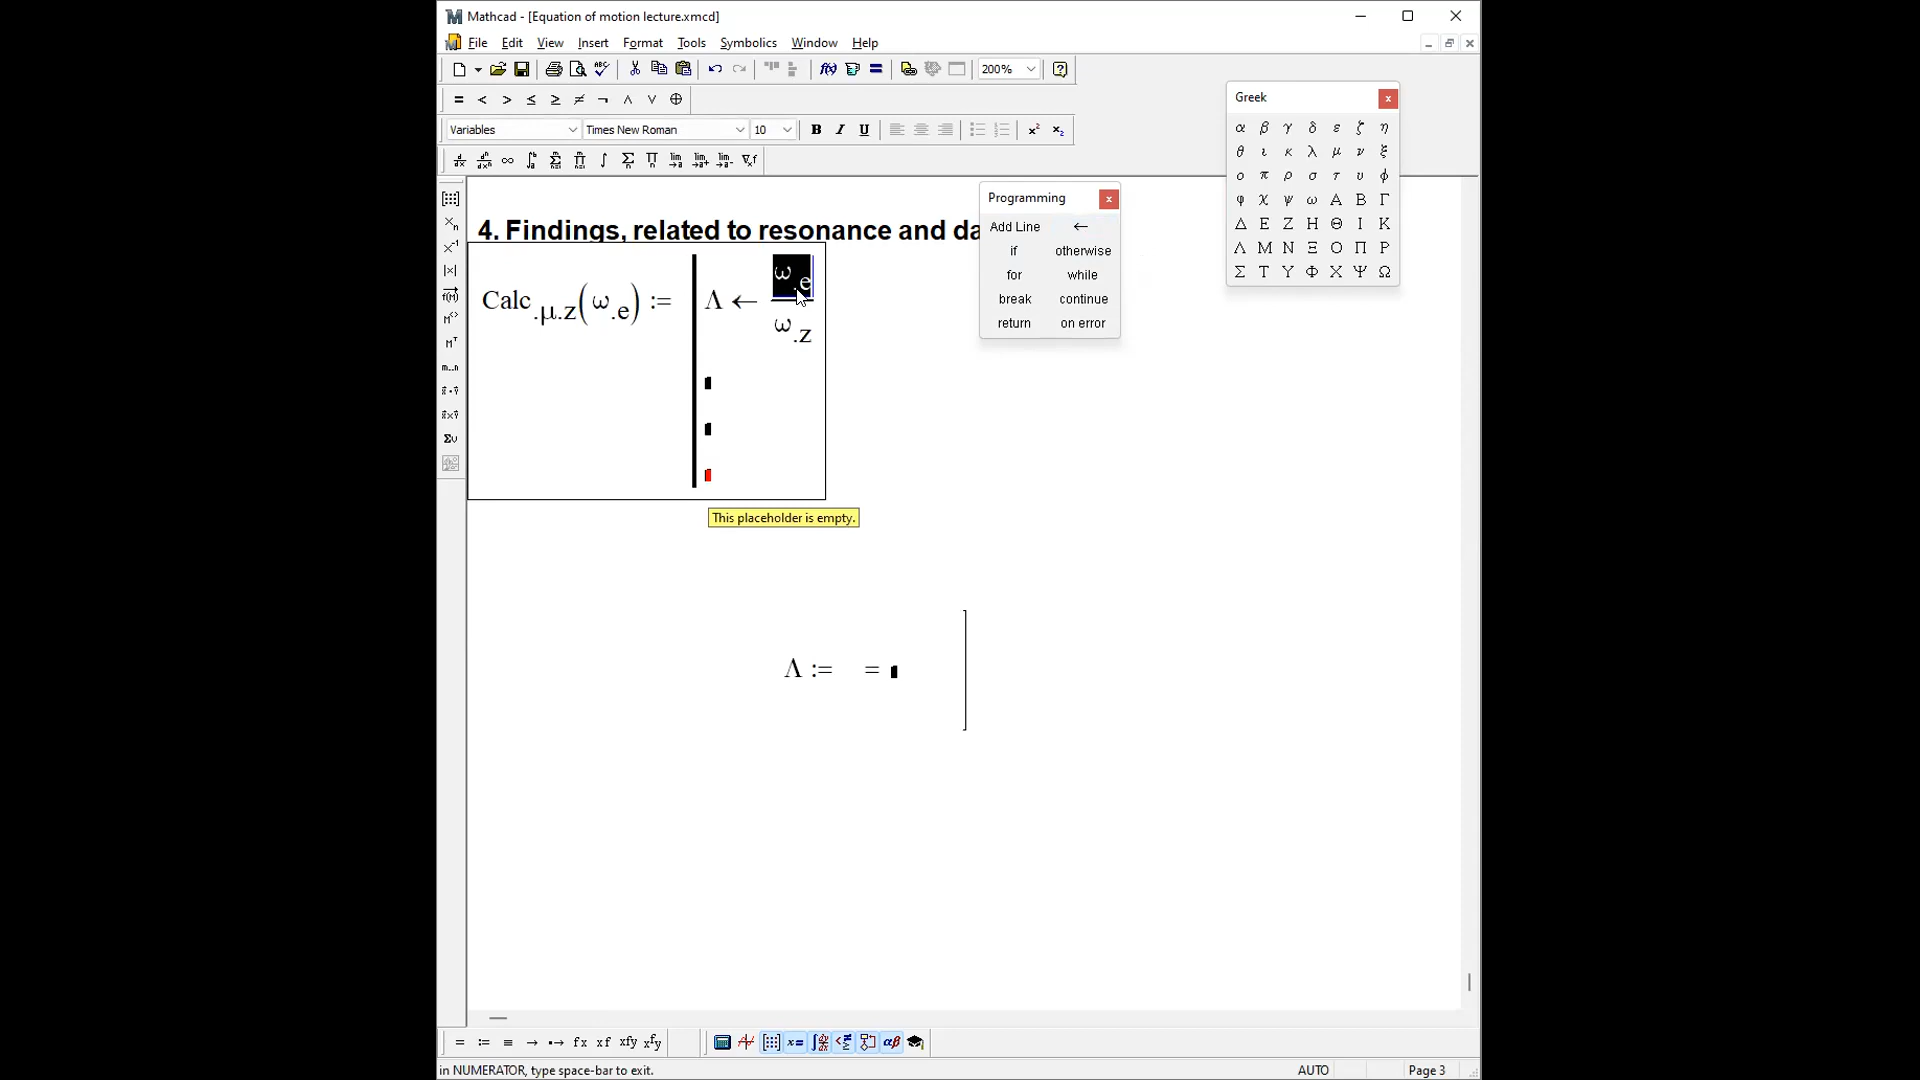 Mathcad - [Equation of motion lecture.xmcd]
File Edit View Insert Format Tools Symbolics Window Help
200%
= < > ≤ ≥ ≠ ¬ ∧ ∨ ⊕
Variables Times New Roman 10 B I U
Greek
α β γ δ ε ζ η
θ ι κ λ μ ν ξ
ο π ρ σ τ υ ϕ
φ χ ψ ω Α Β Γ
Δ Ε Ζ Η Θ Ι Κ
Λ Μ Ν Ξ Ο Π Ρ
Σ Τ Υ Φ Χ Ψ Ω
Programming
Add Line ←
if otherwise
for while
break continue
return on error
4. Findings, related to resonance and da
Calc.μ.z(ω.e) := Λ ← ω.e
ω.z
This placeholder is empty.
Λ := =
in NUMERATOR, type space-bar to exit.
AUTO Page 3